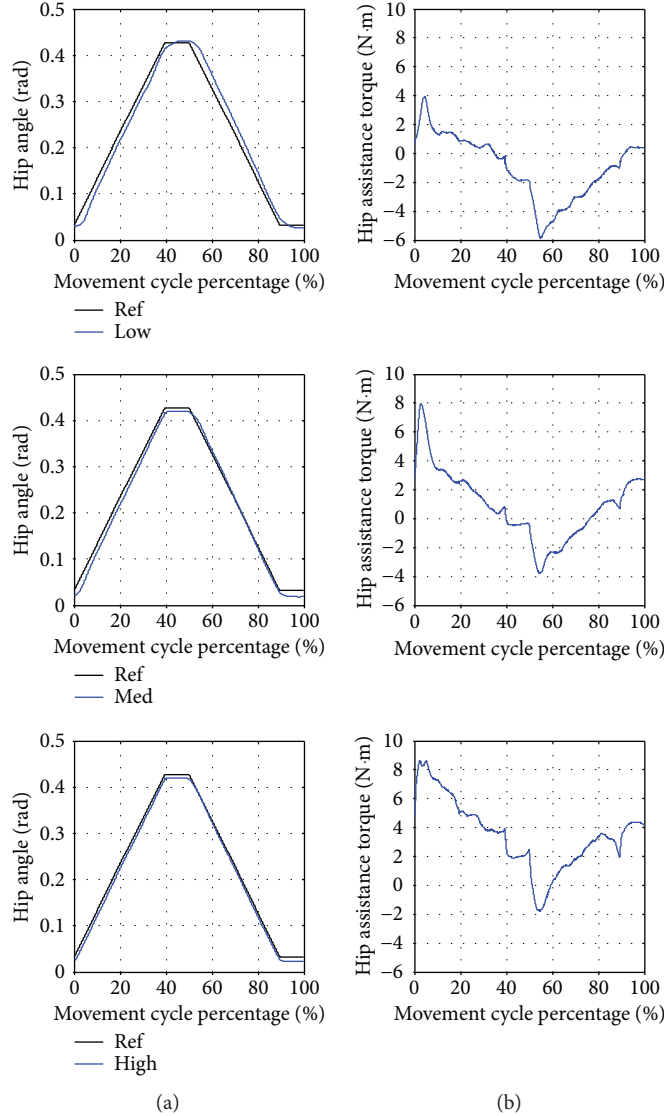 0.5
0.4
0.3
0.2
0.1
0
Hip angle (rad)
0 20 40 60 80 100
Movement cycle percentage (%)
Ref
Low
10
8
6
4
2
0
−2
−4
−6
Hip assistance torque (N·m)
0 20 40 60 80 100
Movement cycle percentage (%)
0.5
0.4
0.3
0.2
0.1
0
Hip angle (rad)
0 20 40 60 80 100
Movement cycle percentage (%)
Ref
Med
10
8
6
4
2
0
−2
−4
−6
Hip assistance torque (N·m)
0 20 40 60 80 100
Movement cycle percentage (%)
0.5
0.4
0.3
0.2
0.1
0
Hip angle (rad)
0 20 40 60 80 100
Movement cycle percentage (%)
Ref
High
10
8
6
4
2
0
−2
−4
−6
Hip assistance torque (N·m)
0 20 40 60 80 100
Movement cycle percentage (%)
(a)
(b)